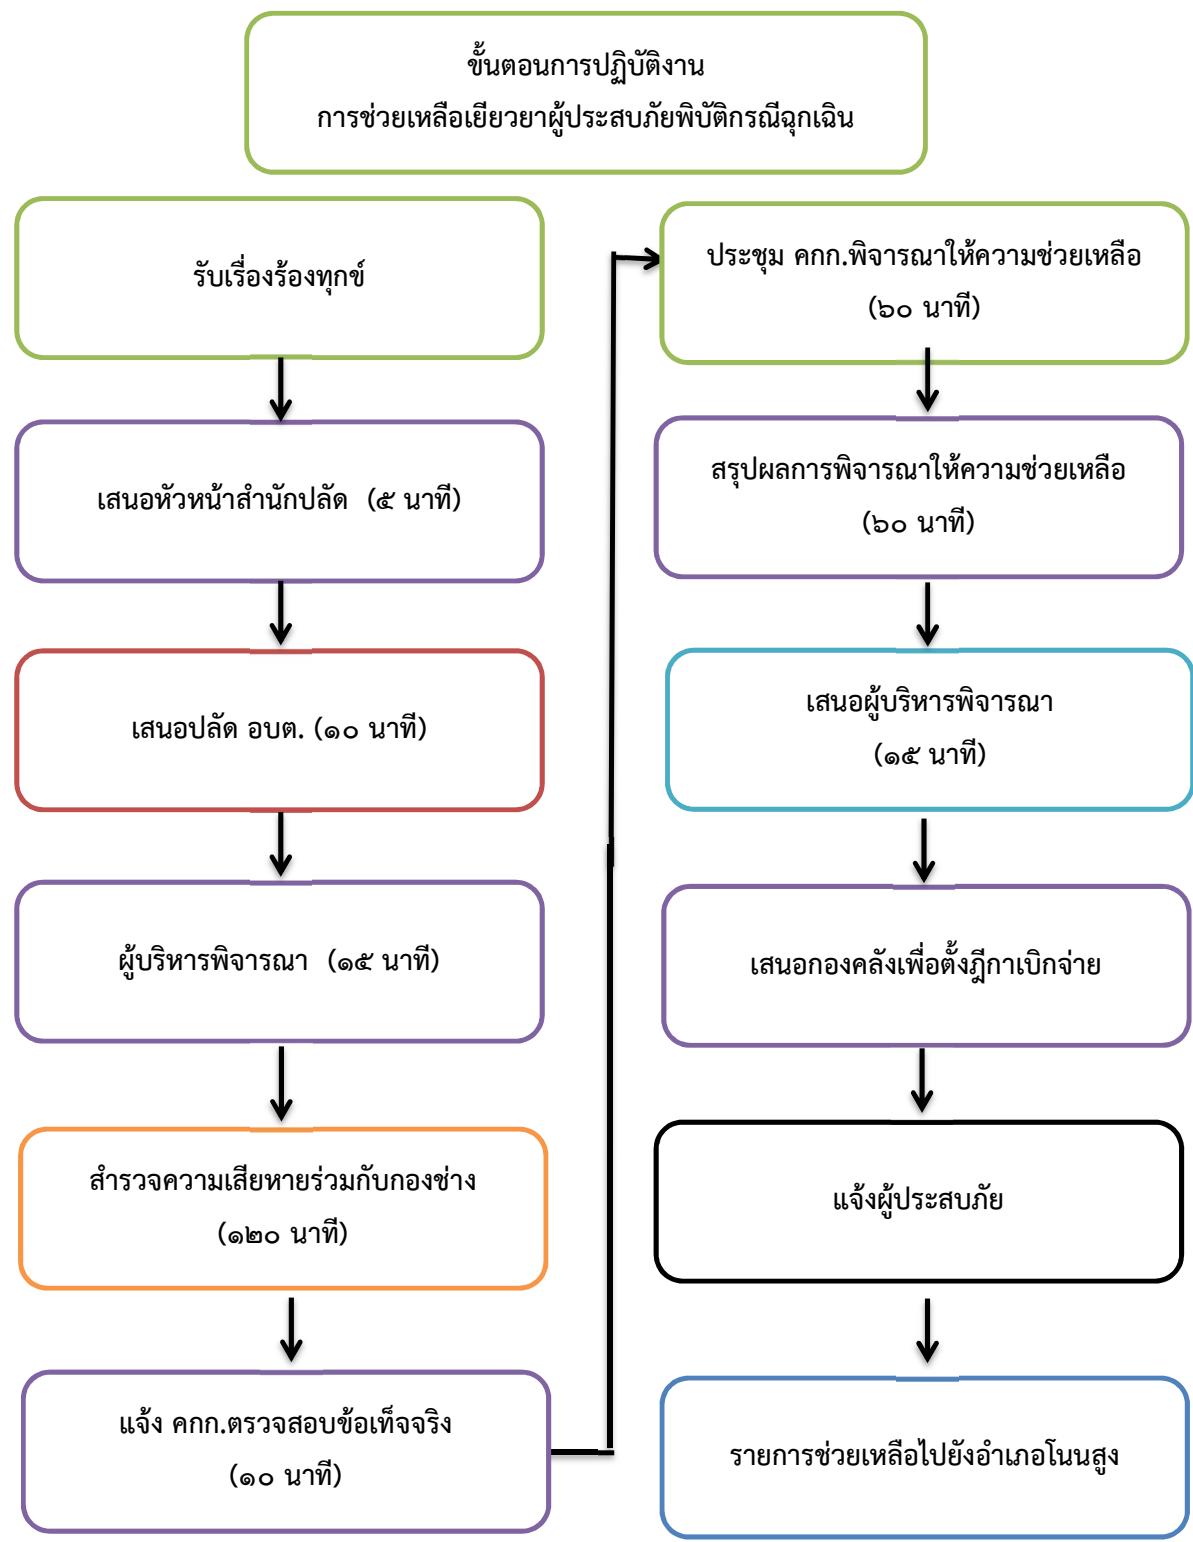 ขั้นตอนการปฏิบัติงาน
การช่วยเหลือเยียวยาผู้ประสบภัยพิบัติกรณีฉุกเฉิน
รับเรื่องร้องทุกข์
เสนอหัวหน้าสำนักปลัด (๕ นาที)
เสนอปลัด อบต. (๑๐ นาที)
ผู้บริหารพิจารณา (๑๕ นาที)
สำรวจความเสียหายร่วมกับกองช่าง
(๑๒๐ นาที)
แจ้ง คกก.ตรวจสอบข้อเท็จจริง
(๑๐ นาที)
ประชุม คกก.พิจารณาให้ความช่วยเหลือ
(๖๐ นาที)
สรุปผลการพิจารณาให้ความช่วยเหลือ
(๖๐ นาที)
เสนอผู้บริหารพิจารณา
(๑๕ นาที)
เสนอกองคลังเพื่อตั้งฎีกาเบิกจ่าย
แจ้งผู้ประสบภัย
รายการช่วยเหลือไปยังอำเภอโนนสูง